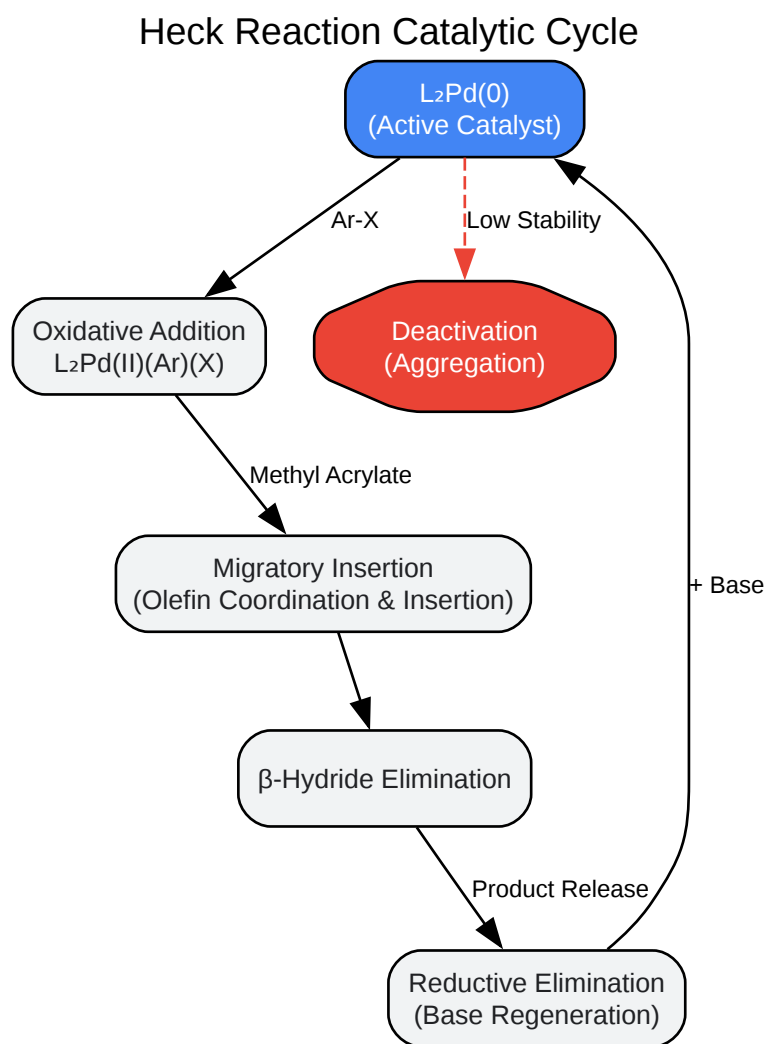 Heck Reaction Catalytic Cycle
L₂Pd(0)
(Active Catalyst)
Ar-X
Low Stability
Oxidative Addition
L₂Pd(II)(Ar)(X)
Deactivation
(Aggregation)
Methyl Acrylate
Migratory Insertion
(Olefin Coordination & Insertion)
+ Base
β-Hydride Elimination
Product Release
Reductive Elimination
(Base Regeneration)